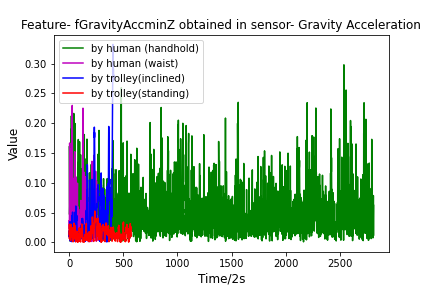 Feature- fGravityAccminZ obtained in sensor- Gravity Acceleration
by human (handhold)
by human (waist)
by trolley(inclined)
by trolley(standing)
0.30
0.25
0.20
0.15
0.10
0.05
0.00
Value
0 500 1000 1500 2000 2500
Time/2s